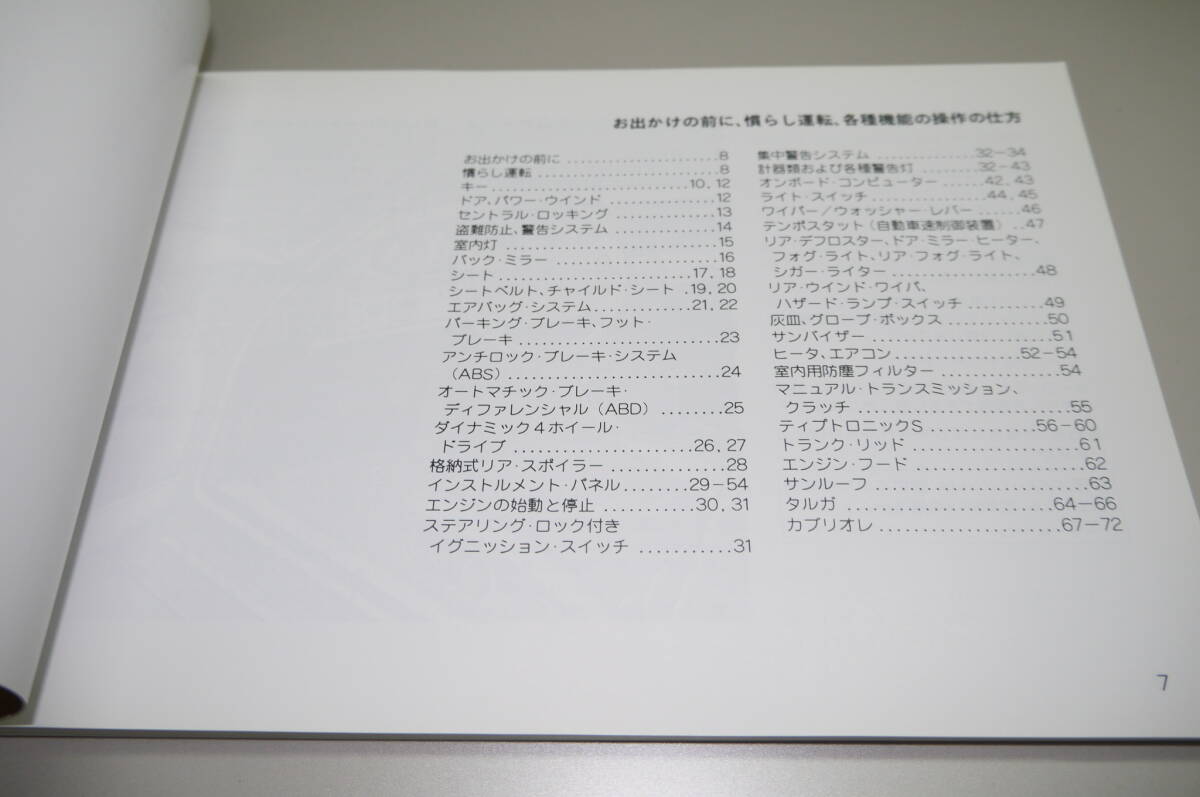 お出かけの前に、慣らし運転、各種機能の操作の仕方
お出かけの前に ......................8
慣らし運転 ..........................8
キー .............................10, 12
ドア、パワー・ウインド ...............12
セントラル・ロッキング ..............13
盗難防止、警告システム ..............14
室内灯 ..............................15
バック・ミラー .......................16
シート ............................17, 18
シートベルト、チャイルド・シート .19, 20
エアバッグ・システム .............21, 22
パーキング・ブレーキ、フット・
ブレーキ ...........................23
アンチロック・ブレーキ・システム
（ABS） .............................24
オートマチック・ブレーキ・
ディファレンシャル（ABD） ........25
ダイナミック4ホイール・
ドライブ .......................26, 27
格納式リア・スポイラー ..............28
インストルメント・パネル ........29−54
エンジンの始動と停止 ...........30, 31
ステアリング・ロック付き
イグニッション・スイッチ ...........31
集中警告システム .............32−34
計器類および各種警告灯 ........32−43
オンボード・コンピューター ......42, 43
ライト・スイッチ ................44, 45
ワイパー／ウォッシャー・レバー ......46
テンポスタット（自動車速制御装置） ..47
リア・デフロスター、ドア・ミラー・ヒーター、
フォグ・ライト、リア・フォグ・ライト、
シガー・ライター ....................48
リア・ウインド・ワイパ、
ハザード・ランプ・スイッチ ..........49
灰皿、グローブ・ボックス .............50
サンバイザー ..........................51
ヒータ、エアコン ................52−54
室内用防塵フィルター ................54
マニュアル・トランスミッション、
クラッチ ...........................55
ティプトロニックS .............56−60
トランク・リッド .....................61
エンジン・フード .....................62
サンルーフ ..........................63
タルガ .........................64−66
カブリオレ ......................67−72
7